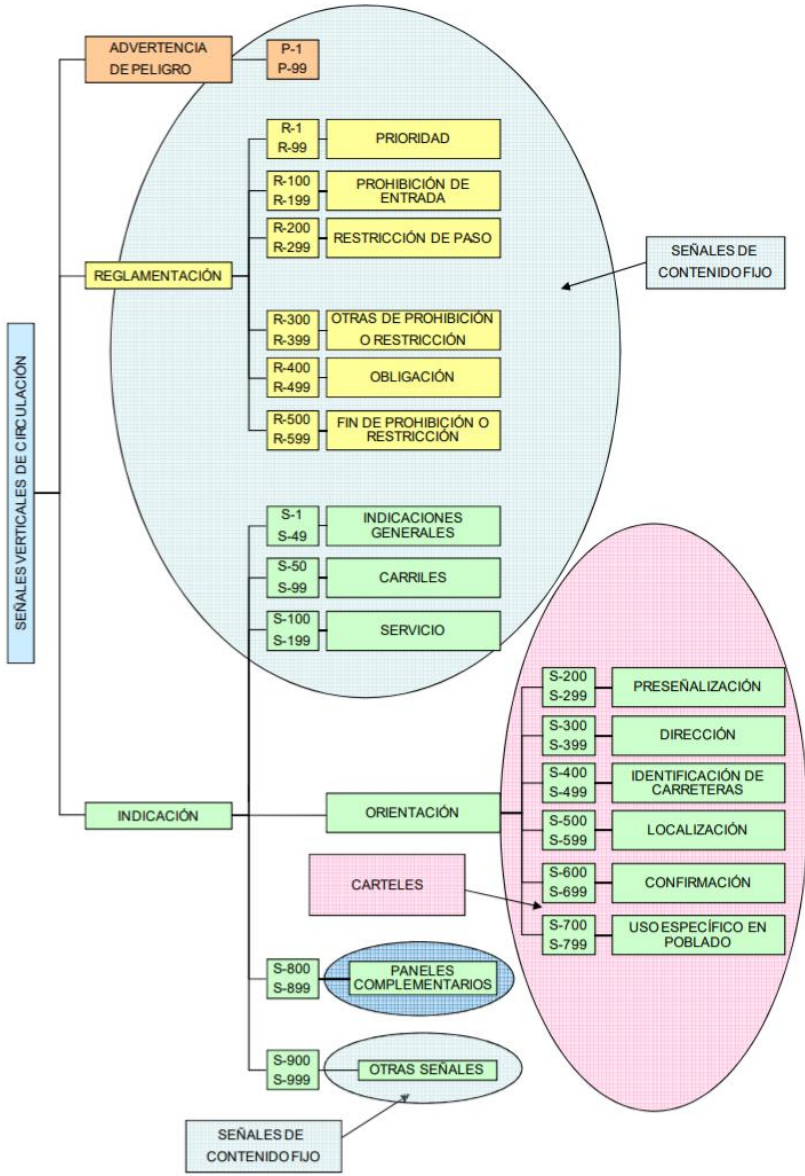 SEÑALES VERTICALES DE CIRCULACIÓN
ADVERTENCIA
DE PELIGRO
P-1
P-99
REGLAMENTACIÓN
R-1
R-99
PRIORIDAD
R-100
R-199
PROHIBICIÓN DE
ENTRADA
R-200
R-299
RESTRICCIÓN DE PASO
R-300
R-399
OTRAS DE PROHIBICIÓN
O RESTRICCIÓN
R-400
R-499
OBLIGACIÓN
R-500
R-599
FIN DE PROHIBICIÓN O
RESTRICCIÓN
SEÑALES DE
CONTENIDO FIJO
INDICACIÓN
S-1
S-49
INDICACIONES
GENERALES
S-50
S-99
CARRILES
S-100
S-199
SERVICIO
ORIENTACIÓN
S-200
S-299
PRESEÑALIZACIÓN
S-300
S-399
DIRECCIÓN
S-400
S-499
IDENTIFICACIÓN DE
CARRETERAS
S-500
S-599
LOCALIZACIÓN
S-600
S-699
CONFIRMACIÓN
S-700
S-799
USO ESPECÍFICO EN
POBLADO
CARTELES
S-800
S-899
PANELES
COMPLEMENTARIOS
S-900
S-999
OTRAS SEÑALES
SEÑALES DE
CONTENIDO FIJO